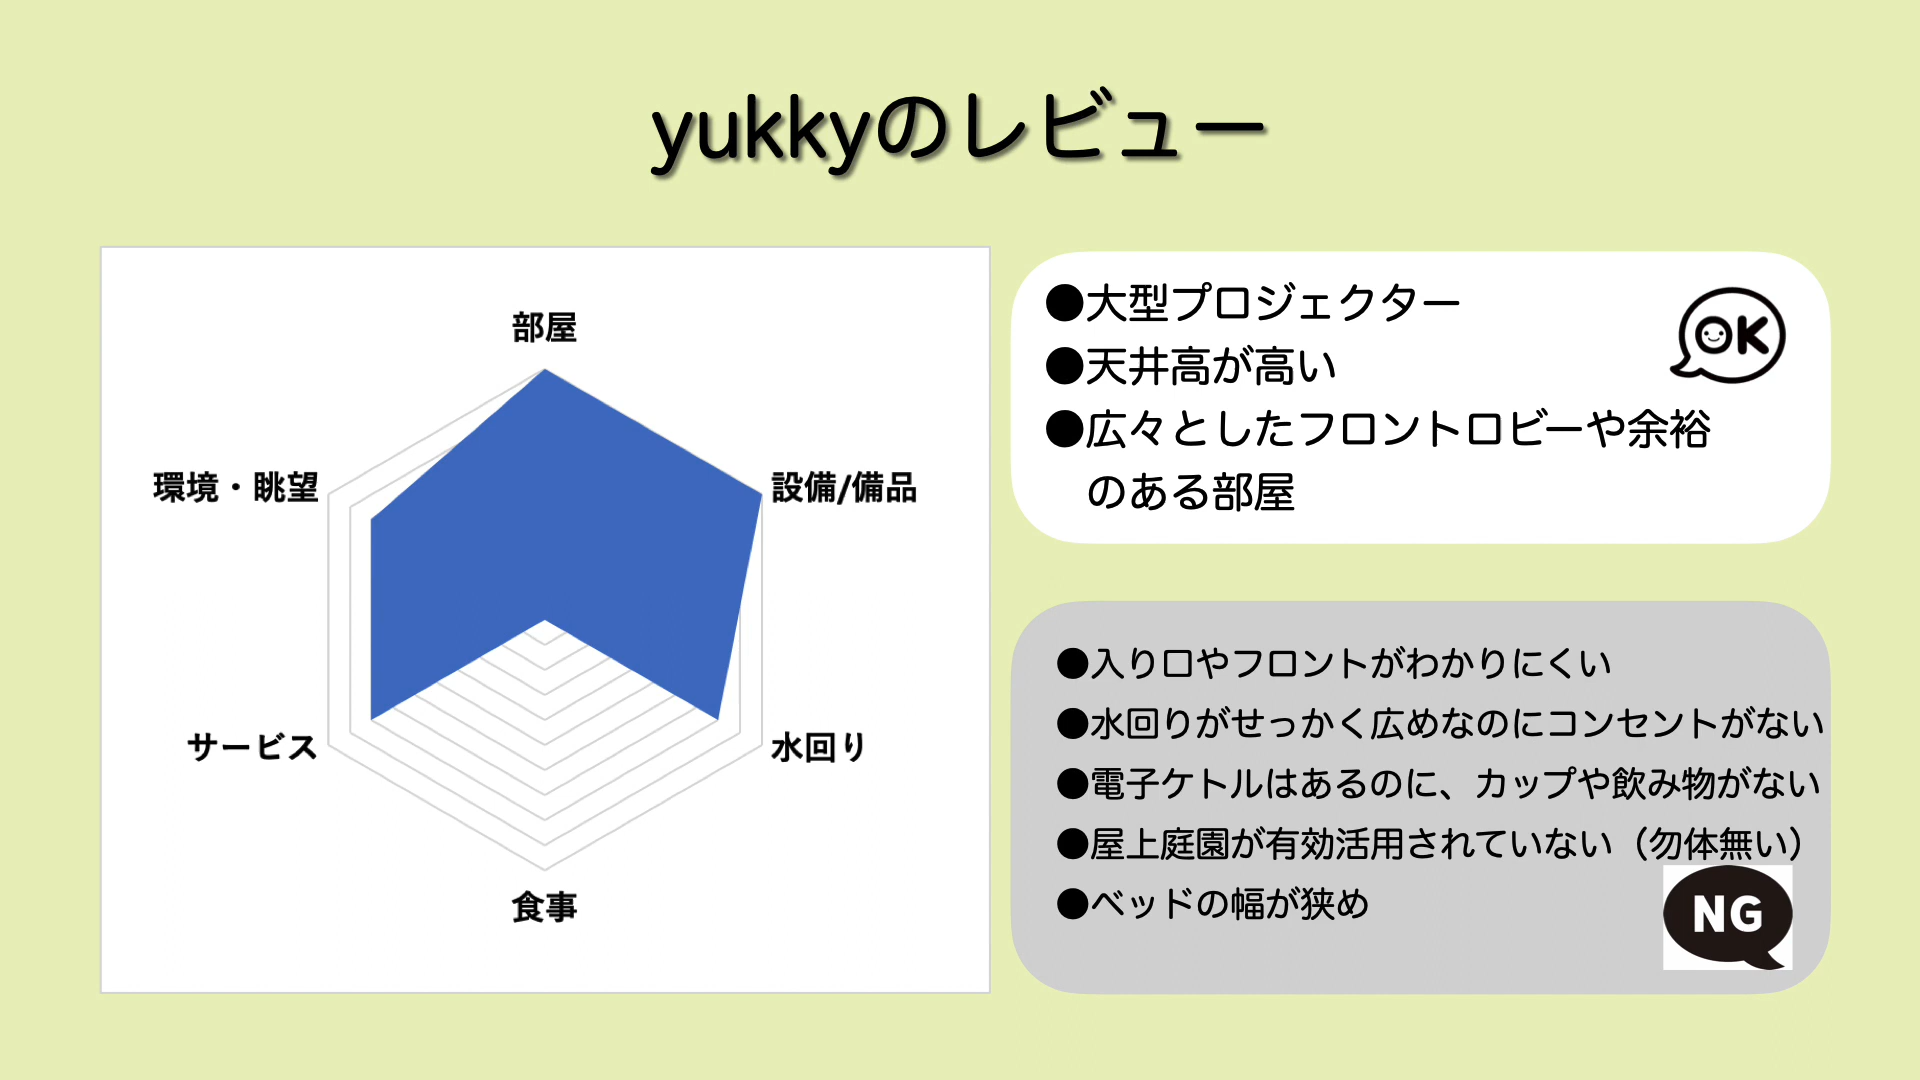 yukkyのレビュー
部屋
環境・眺望
設備/備品
サービス
水回り
食事
●大型プロジェクター
●天井高が高い
●広々としたフロントロビーや余裕
のある部屋
OK
●入り口やフロントがわかりにくい
●水回りがせっかく広めなのにコンセントがない
●電子ケトルはあるのに、カップや飲み物がない
●屋上庭園が有効活用されていない（勿体無い）
●ベッドの幅が狭め
NG